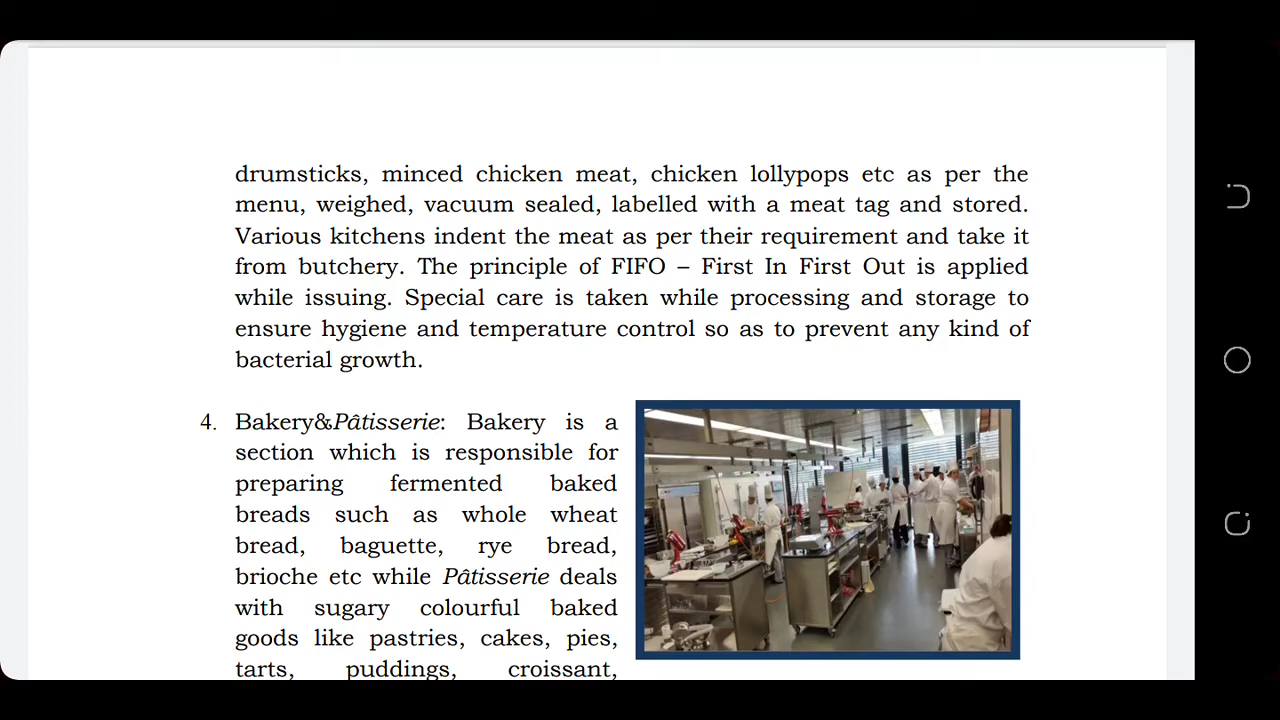 drumsticks, minced chicken meat, chicken lollypops etc as per the
menu, weighed, vacuum sealed, labelled with a meat tag and stored.
Various kitchens indent the meat as per their requirement and take it
from butchery. The principle of FIFO – First In First Out is applied
while issuing. Special care is taken while processing and storage to
ensure hygiene and temperature control so as to prevent any kind of
bacterial growth.
4. Bakery&Pâtisserie: Bakery is a
section which is responsible for
preparing fermented baked
breads such as whole wheat
bread, baguette, rye bread,
brioche etc while Pâtisserie deals
with sugary colourful baked
goods like pastries, cakes, pies,
tarts, puddings, croissant,